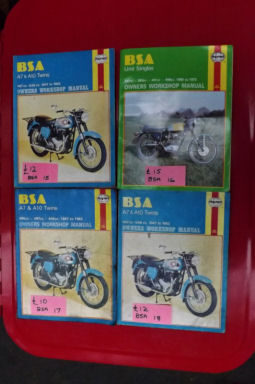 BSA
Haynes
A7 & A10 Twins
OWNERS WORKSHOP MANUAL
£12
BSA 15
BSA
Unit Singles
OWNERS WORKSHOP MANUAL
£15
BSA 16
BSA
A7 & A10 Twins
OWNERS WORKSHOP MANUAL
£10
BSA 17
BSA
A7 & A10 Twins
OWNERS WORKSHOP MANUAL
£12
BSA 18